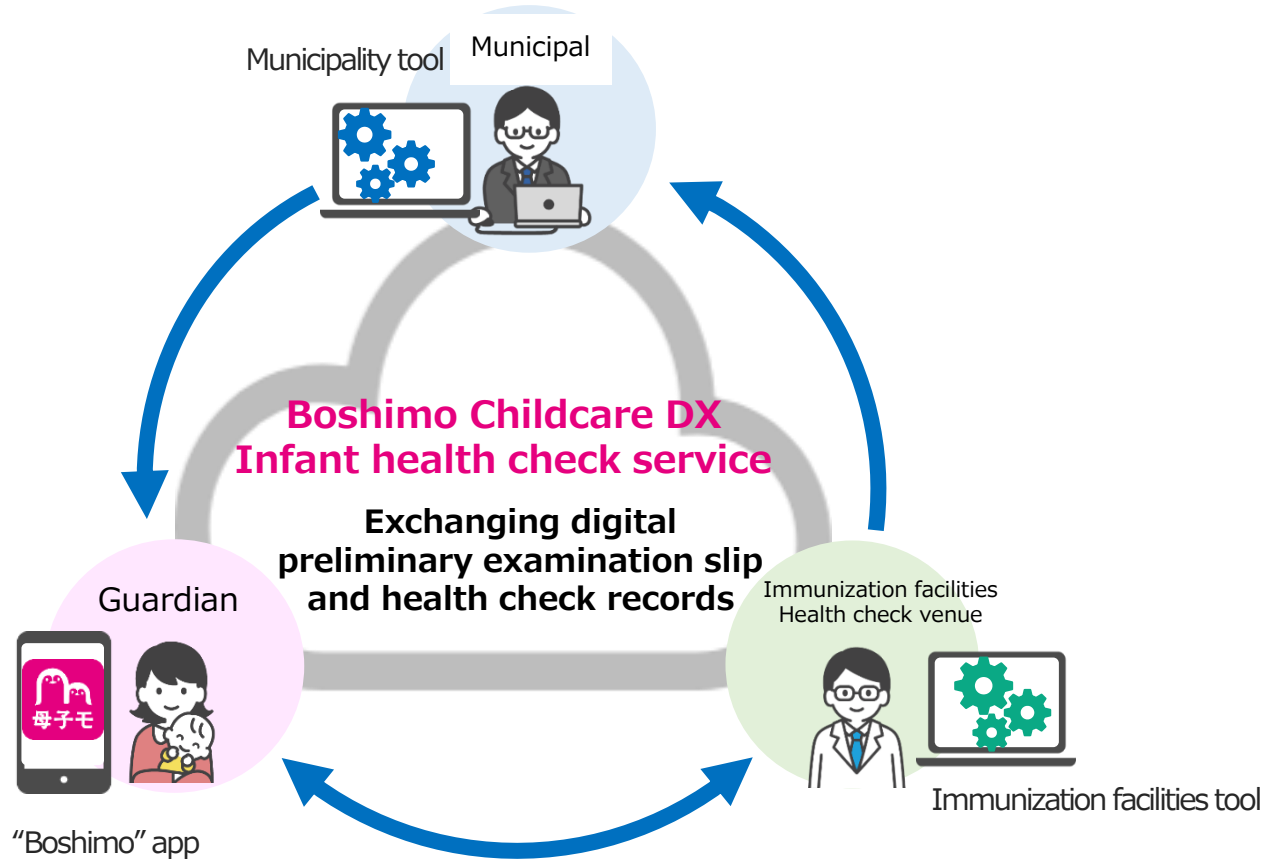 Municipality tool
Municipal
Boshimo Childcare DX
Infant health check service
Exchanging digital
preliminary examination slip
and health check records
Guardian
母子モ
“Boshimo” app
Immunization facilities
Health check venue
Immunization facilities tool